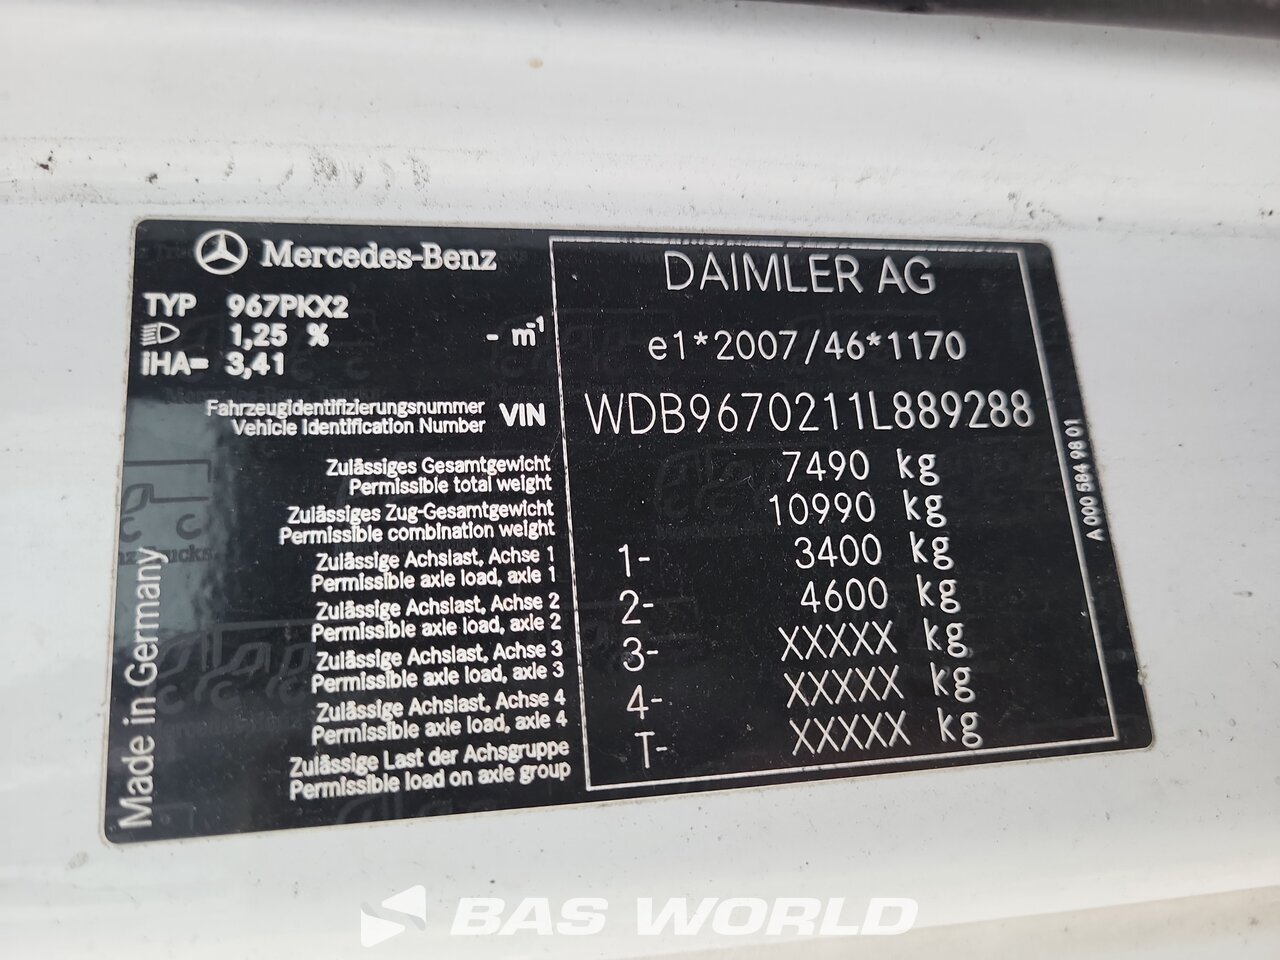 Mercedes-Benz
TYP 967PKX2
1,25 % - m⁻¹
iHA= 3,41
DAIMLER AG
e1*2007/46*1170
Fahrzeugidentifizierungsnummer
Vehicle Identification Number
VIN WDB9670211L889288
Zulässiges Gesamtgewicht
Permissible total weight
7490 kg
Zulässiges Zug-Gesamtgewicht
Permissible combination weight
10990 kg
Zulässige Achslast, Achse 1
Permissible axle load, axle 1
1- 3400 kg
Zulässige Achslast, Achse 2
Permissible axle load, axle 2
2- 4600 kg
Zulässige Achslast, Achse 3
Permissible axle load, axle 3
3- XXXXX kg
Zulässige Achslast, Achse 4
Permissible axle load, axle 4
4- XXXXX kg
Zulässige Last der Achsgruppe
Permissible load on axle group
T- XXXXX kg
Made in Germany
A 000 584 98 01
BAS WORLD